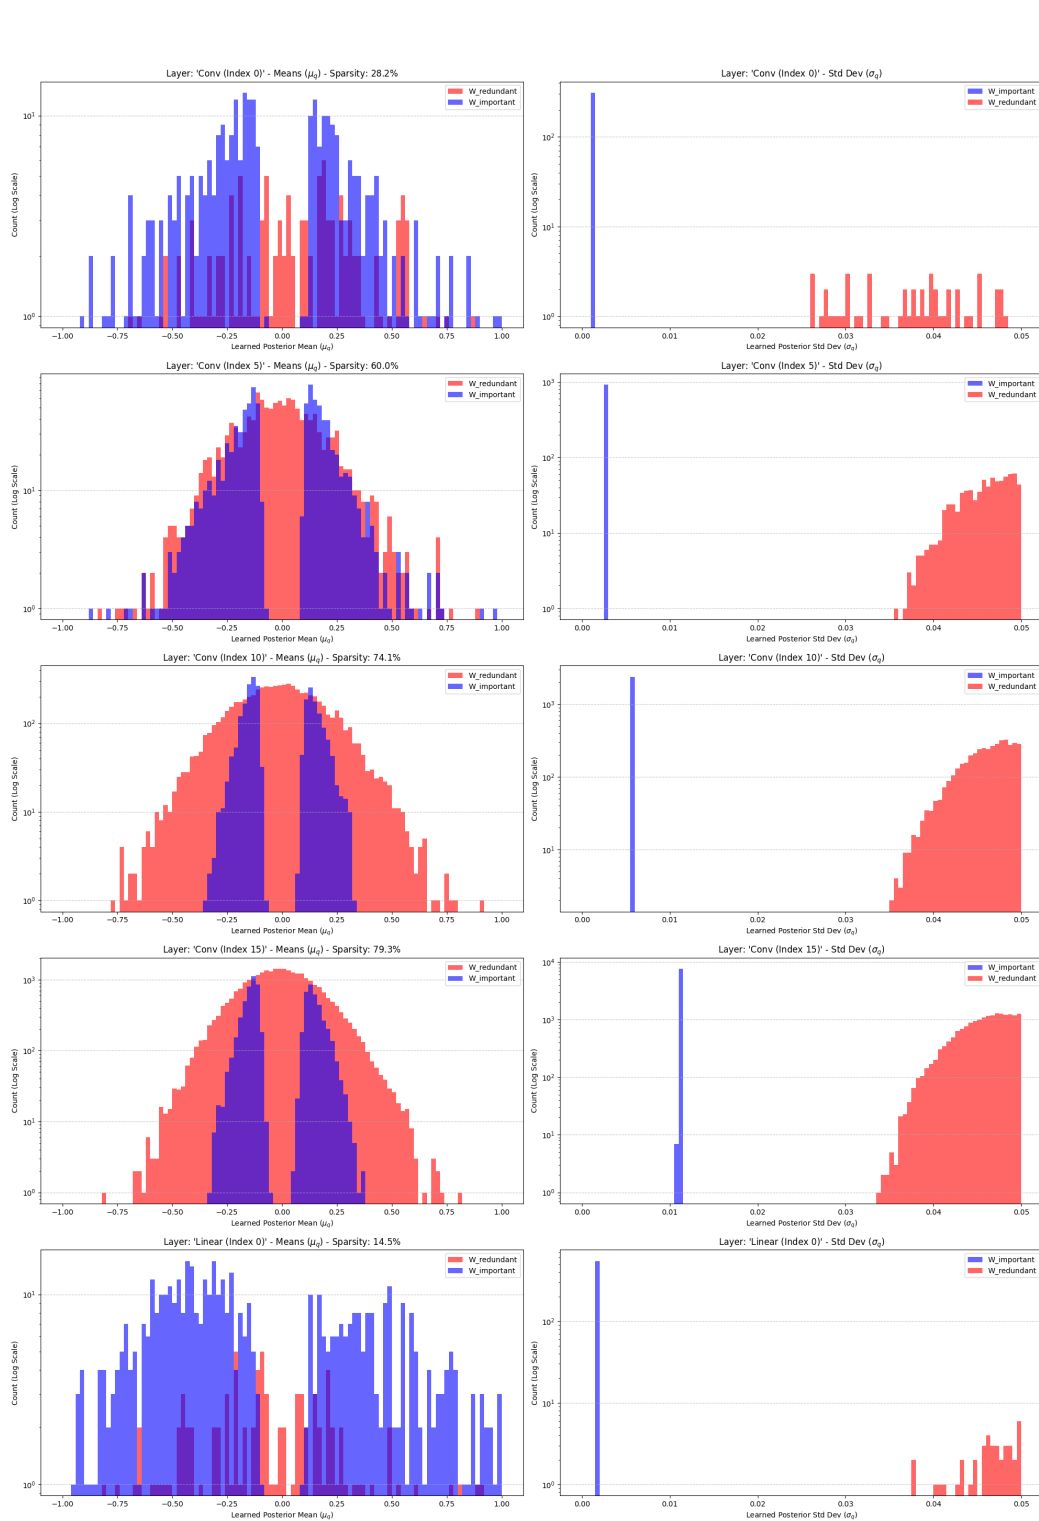 Layer: 'Conv (Index 0)' - Means (μq) - Sparsity: 28.2%
W_redundant
W_important
Count (Log Scale)
10¹
10⁰
−1.00 −0.75 −0.50 −0.25 0.00 0.25 0.50 0.75 1.00
Learned Posterior Mean (μq)
Layer: 'Conv (Index 0)' - Std Dev (σq)
W_important
W_redundant
Count (Log Scale)
10²
10¹
10⁰
0.00 0.01 0.02 0.03 0.04 0.05
Learned Posterior Std Dev (σq)
Layer: 'Conv (Index 5)' - Means (μq) - Sparsity: 60.0%
W_redundant
W_important
Count (Log Scale)
10¹
10⁰
−1.00 −0.75 −0.50 −0.25 0.00 0.25 0.50 0.75 1.00
Learned Posterior Mean (μq)
Layer: 'Conv (Index 5)' - Std Dev (σq)
W_important
W_redundant
Count (Log Scale)
10³
10²
10¹
10⁰
0.00 0.01 0.02 0.03 0.04 0.05
Learned Posterior Std Dev (σq)
Layer: 'Conv (Index 10)' - Means (μq) - Sparsity: 74.1%
W_redundant
W_important
Count (Log Scale)
10²
10¹
10⁰
−1.00 −0.75 −0.50 −0.25 0.00 0.25 0.50 0.75 1.00
Learned Posterior Mean (μq)
Layer: 'Conv (Index 10)' - Std Dev (σq)
W_important
W_redundant
Count (Log Scale)
10³
10²
10¹
0.00 0.01 0.02 0.03 0.04 0.05
Learned Posterior Std Dev (σq)
Layer: 'Conv (Index 15)' - Means (μq) - Sparsity: 79.3%
W_redundant
W_important
Count (Log Scale)
10³
10²
10¹
10⁰
−1.00 −0.75 −0.50 −0.25 0.00 0.25 0.50 0.75 1.00
Learned Posterior Mean (μq)
Layer: 'Conv (Index 15)' - Std Dev (σq)
W_important
W_redundant
Count (Log Scale)
10⁴
10³
10²
10¹
10⁰
0.00 0.01 0.02 0.03 0.04 0.05
Learned Posterior Std Dev (σq)
Layer: 'Linear (Index 0)' - Means (μq) - Sparsity: 14.5%
W_redundant
W_important
Count (Log Scale)
10¹
10⁰
−1.00 −0.75 −0.50 −0.25 0.00 0.25 0.50 0.75 1.00
Learned Posterior Mean (μq)
Layer: 'Linear (Index 0)' - Std Dev (σq)
W_important
W_redundant
Count (Log Scale)
10²
10¹
10⁰
0.00 0.01 0.02 0.03 0.04 0.05
Learned Posterior Std Dev (σq)